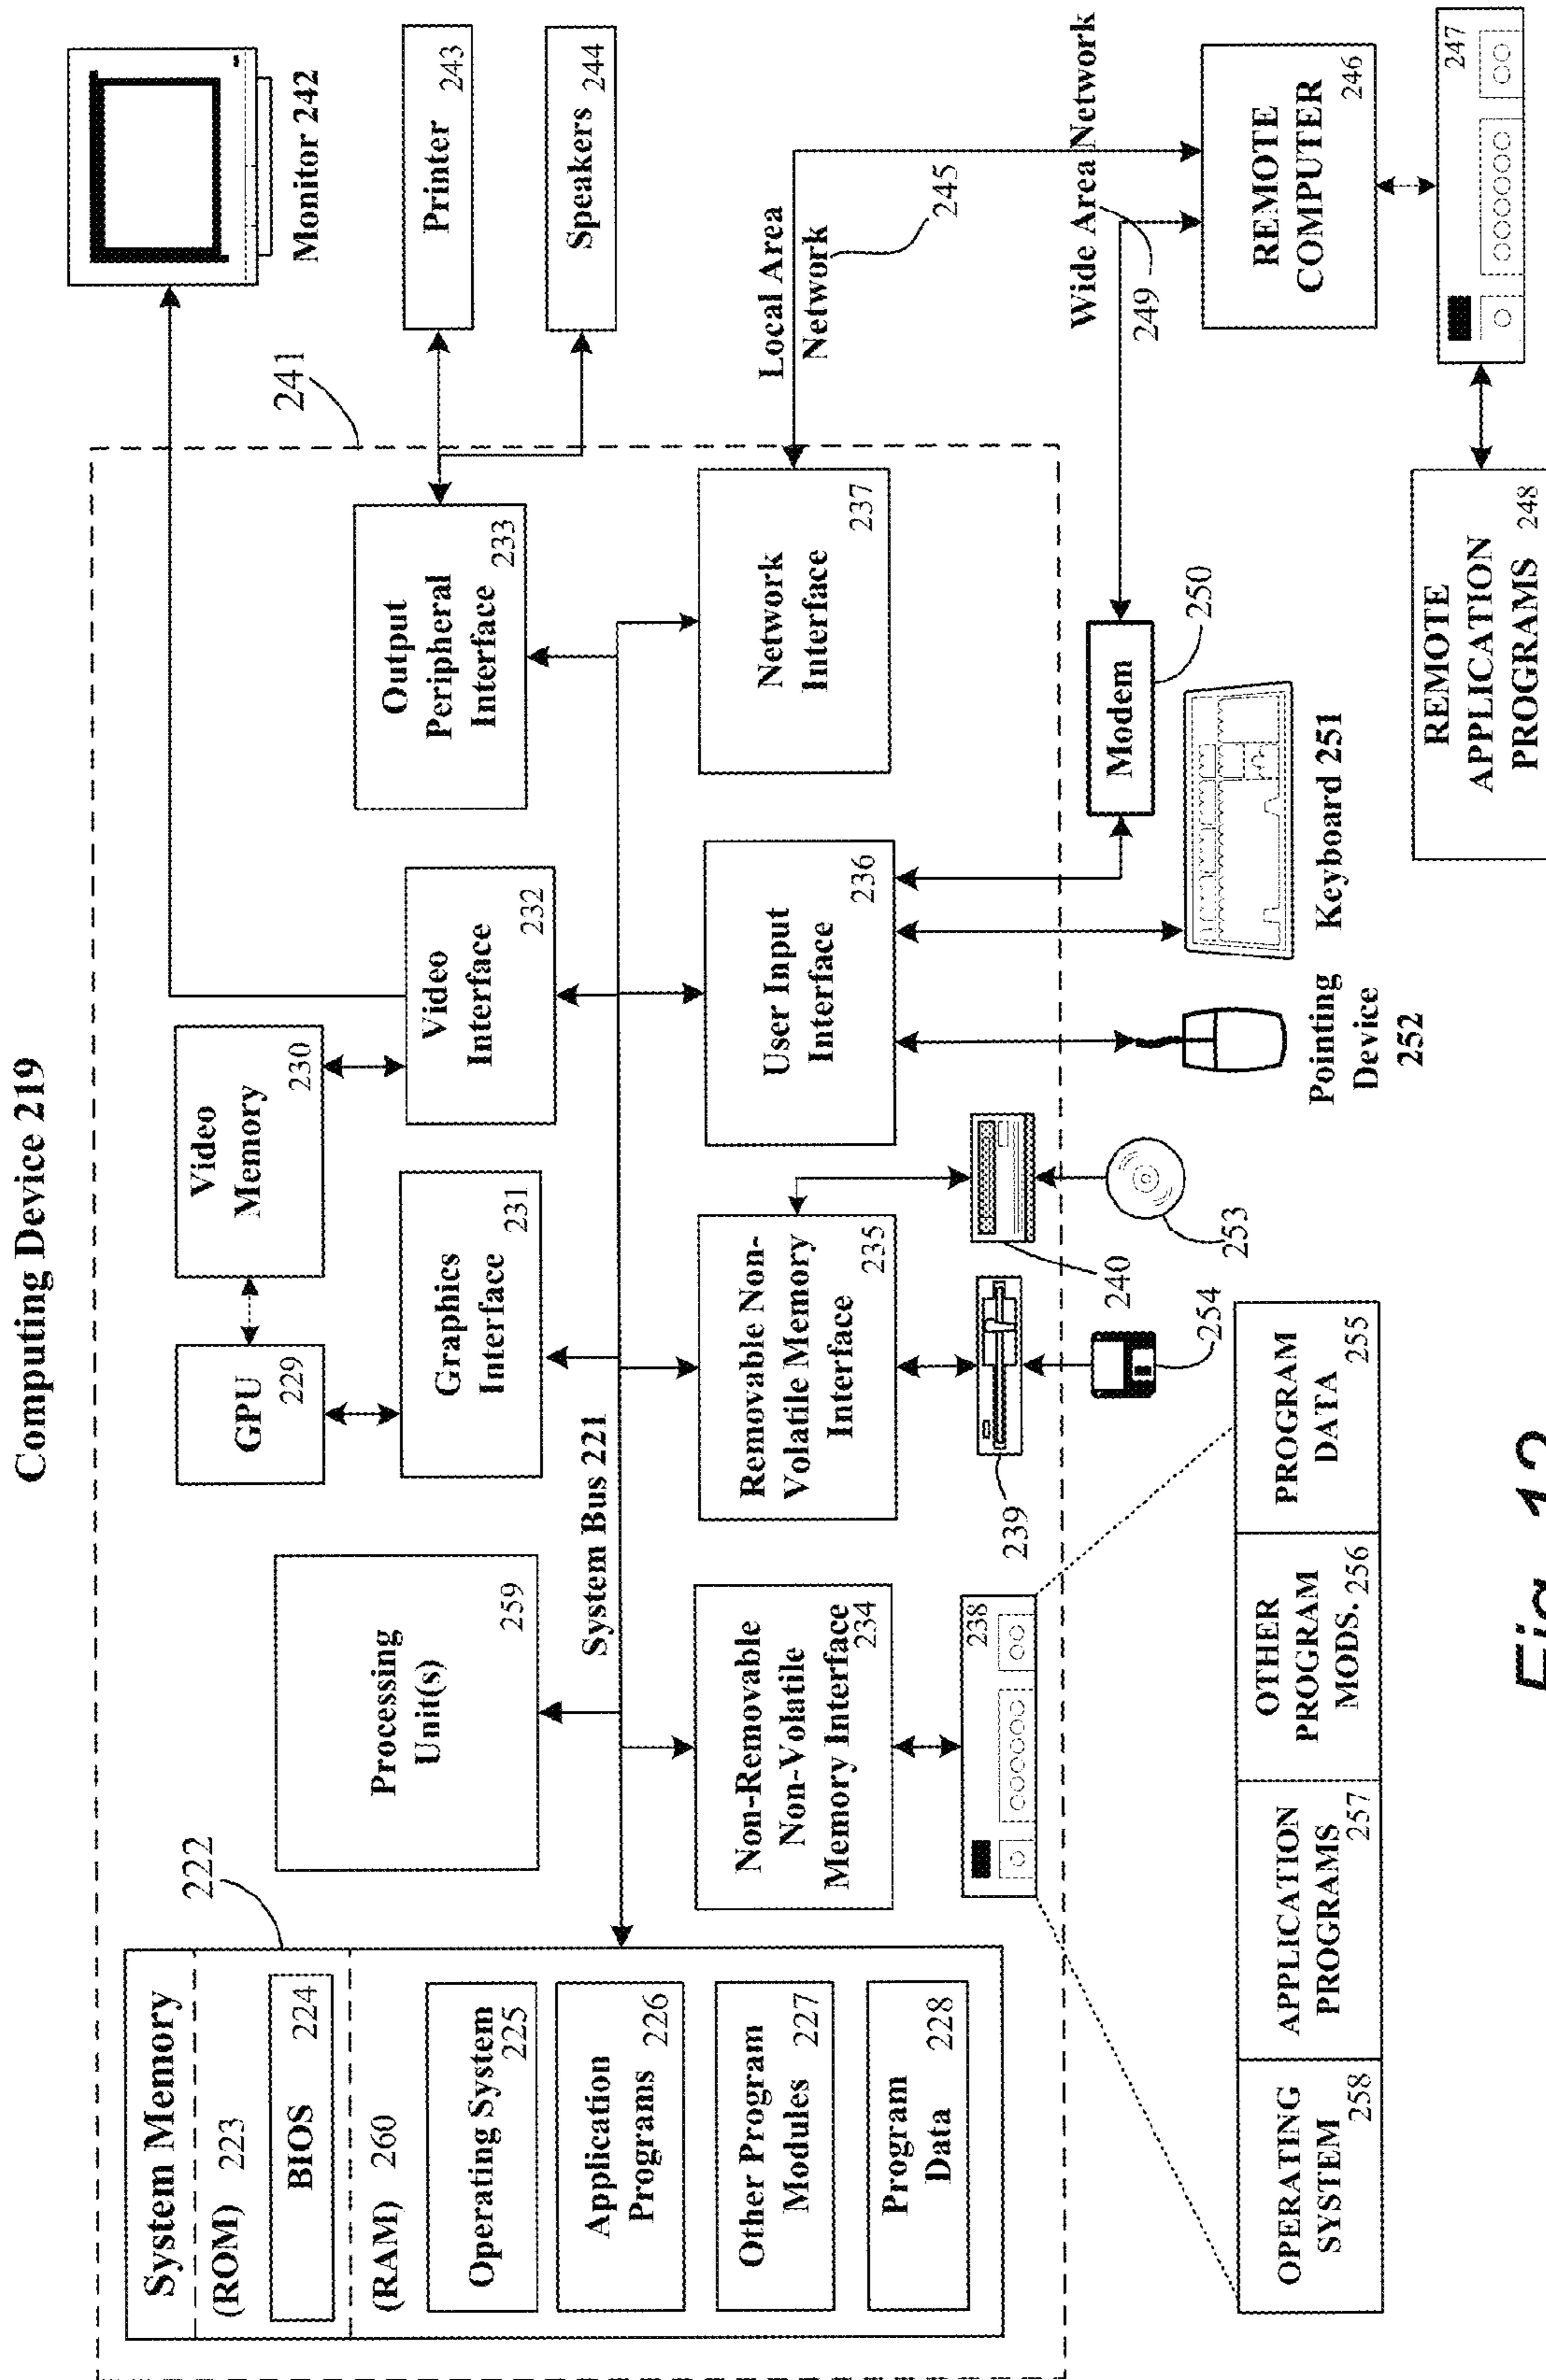 Computing Device 219
System Memory
(ROM) 223
BIOS 224
(RAM) 260
Operating System
225
Application
Programs 226
Other Program
Modules 227
Program
Data 228
222
Processing
Unit(s)
259
System Bus 221
GPU
229
Video
Memory
230
Graphics
Interface
231
Video
Interface
232
Output
Peripheral
Interface
233
241
Monitor 242
Printer
243
Speakers
244
Non-Removable
Non-Volatile
Memory Interface
234
Removable Non-
Volatile Memory
Interface
235
User Input
Interface
236
Network
Interface
237
Local Area
Network
245
238
239
240
254
253
Pointing
Device
252
Keyboard 251
Modem
250
Wide Area Network
249
REMOTE
COMPUTER
246
247
REMOTE
APPLICATION
PROGRAMS 248
OPERATING
SYSTEM
258
APPLICATION
PROGRAMS
257
OTHER
PROGRAM
MODS. 256
PROGRAM
DATA
255
Fig. 12